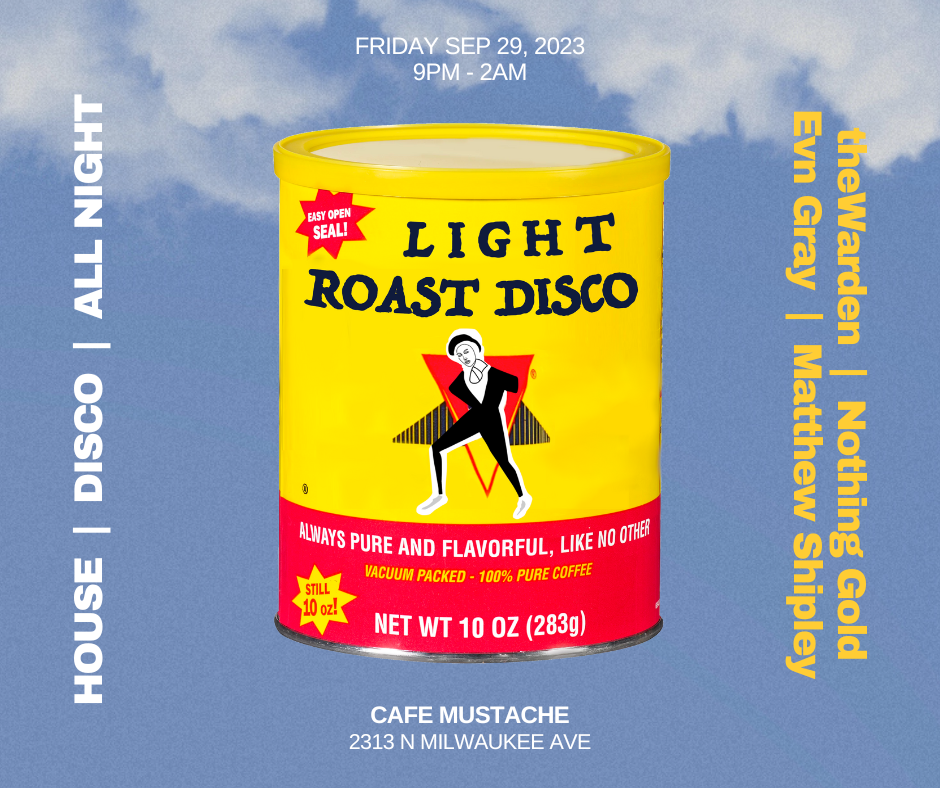 FRIDAY SEP 29, 2023
9PM - 2AM
HOUSE | DISCO | ALL NIGHT
EASY OPEN
SEAL!
LIGHT
ROAST DISCO
®
®
ALWAYS PURE AND FLAVORFUL, LIKE NO OTHER
VACUUM PACKED - 100% PURE COFFEE
STILL
10 oz!
NET WT 10 OZ (283g)
theWarden | Nothing Gold
Evn Gray | Matthew Shipley
CAFE MUSTACHE
2313 N MILWAUKEE AVE